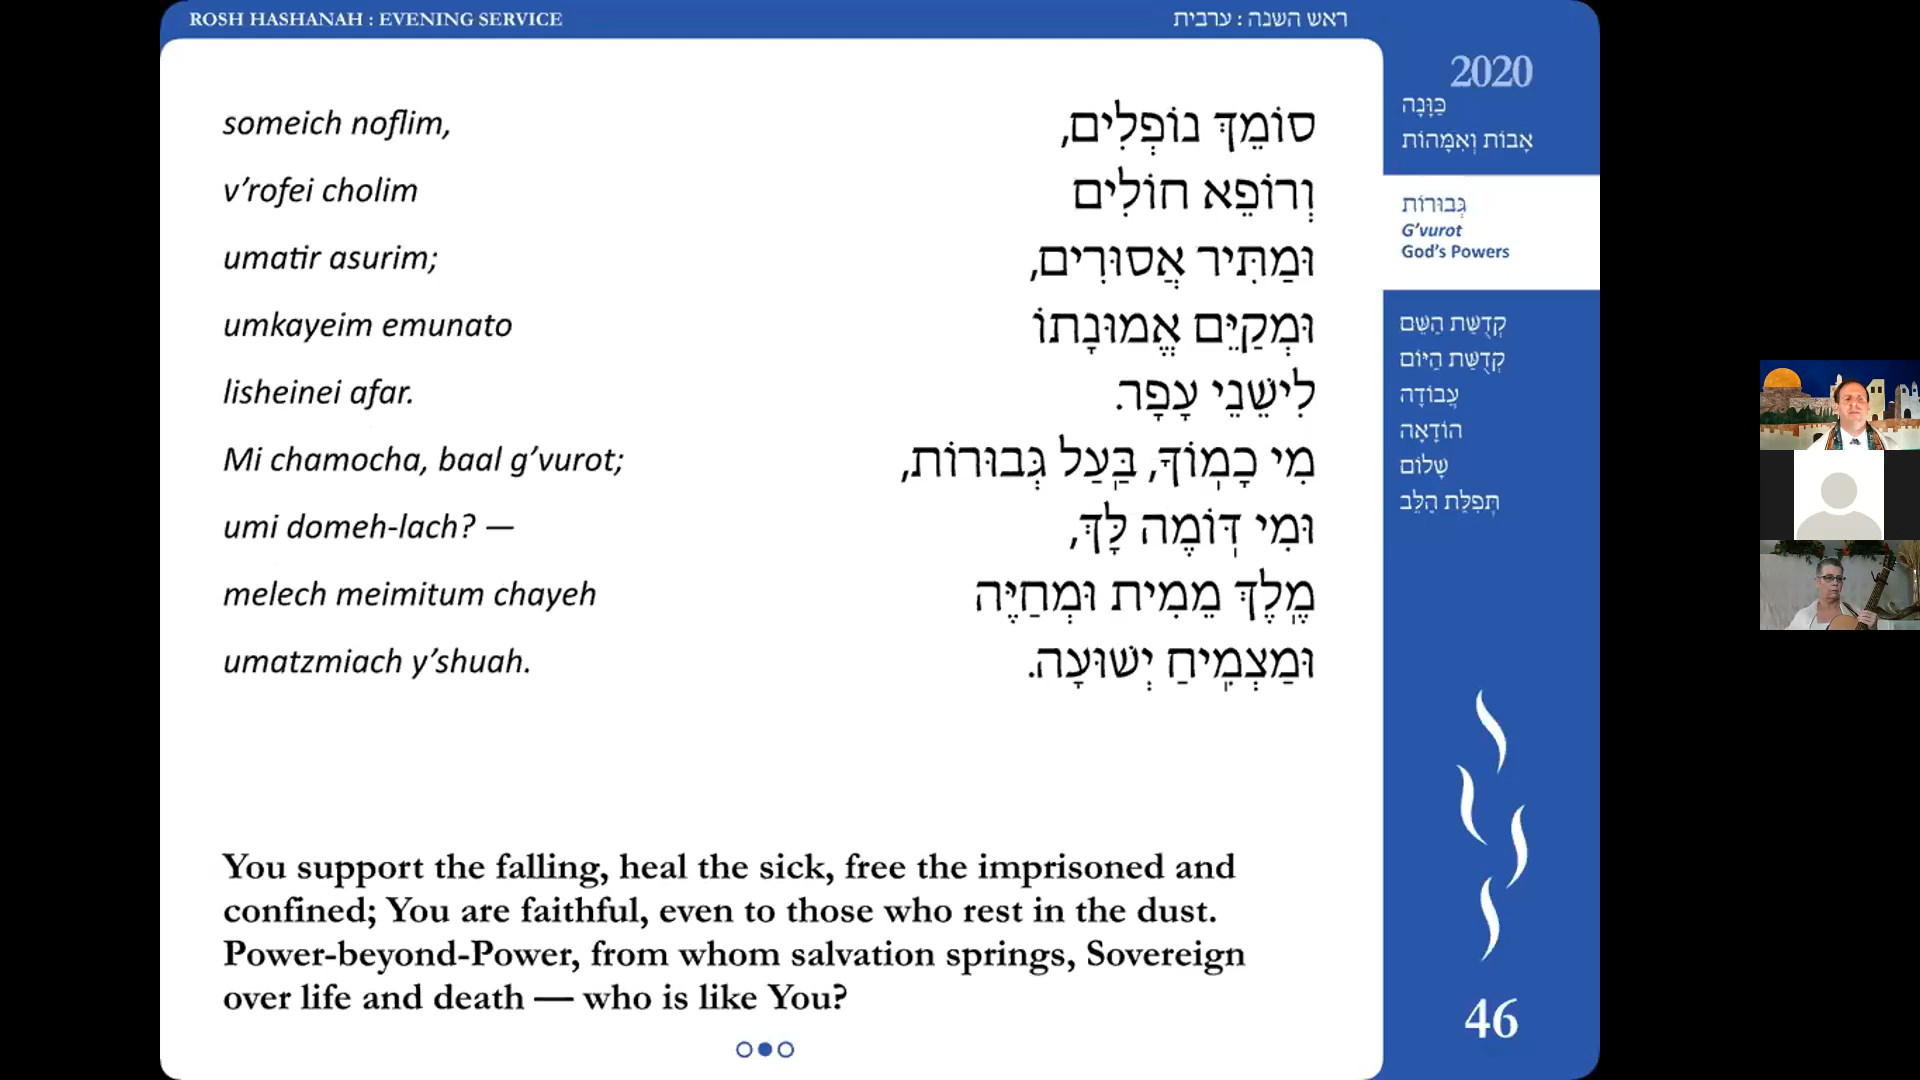 ROSH HASHANAH : EVENING SERVICE
ראש השנה : ערבית
someich noflim,
v’rofei cholim
umatir asurim;
umkayeim emunato
lisheinei afar.
Mi chamocha, baal g’vurot;
umi domeh-lach? —
melech meimitum chayeh
umatzmiach y’shuah.
סוֹמֵךְ נוֹפְלִים,
וְרוֹפֵא חוֹלִים
וּמַתִּיר אֲסוּרִים,
וּמְקַיֵּם אֱמוּנָתוֹ
לִישֵׁנֵי עָפָר.
מִי כָמֽוֹךָ, בַּֽעַל גְּבוּרוֹת,
וּמִי דּֽוֹמֶה לָּךְ,
מֶֽלֶךְ מֵמִית וּמְחַיֶּה
וּמַצְמִֽיחַ יְשׁוּעָה.
You support the falling, heal the sick, free the imprisoned and
confined; You are faithful, even to those who rest in the dust.
Power-beyond-Power, from whom salvation springs, Sovereign
over life and death — who is like You?
2020
כַּוָּנָה
אָבוֹת וְאִמָּהוֹת
גְּבוּרוֹת
G’vurot
God’s Powers
קְדֻשַּׁת הַשֵּׁם
קְדֻשַּׁת הַיּוֹם
עֲבוֹדָה
הוֹדָאָה
שָׁלוֹם
תְּפִלַּת הַלֵּב
46